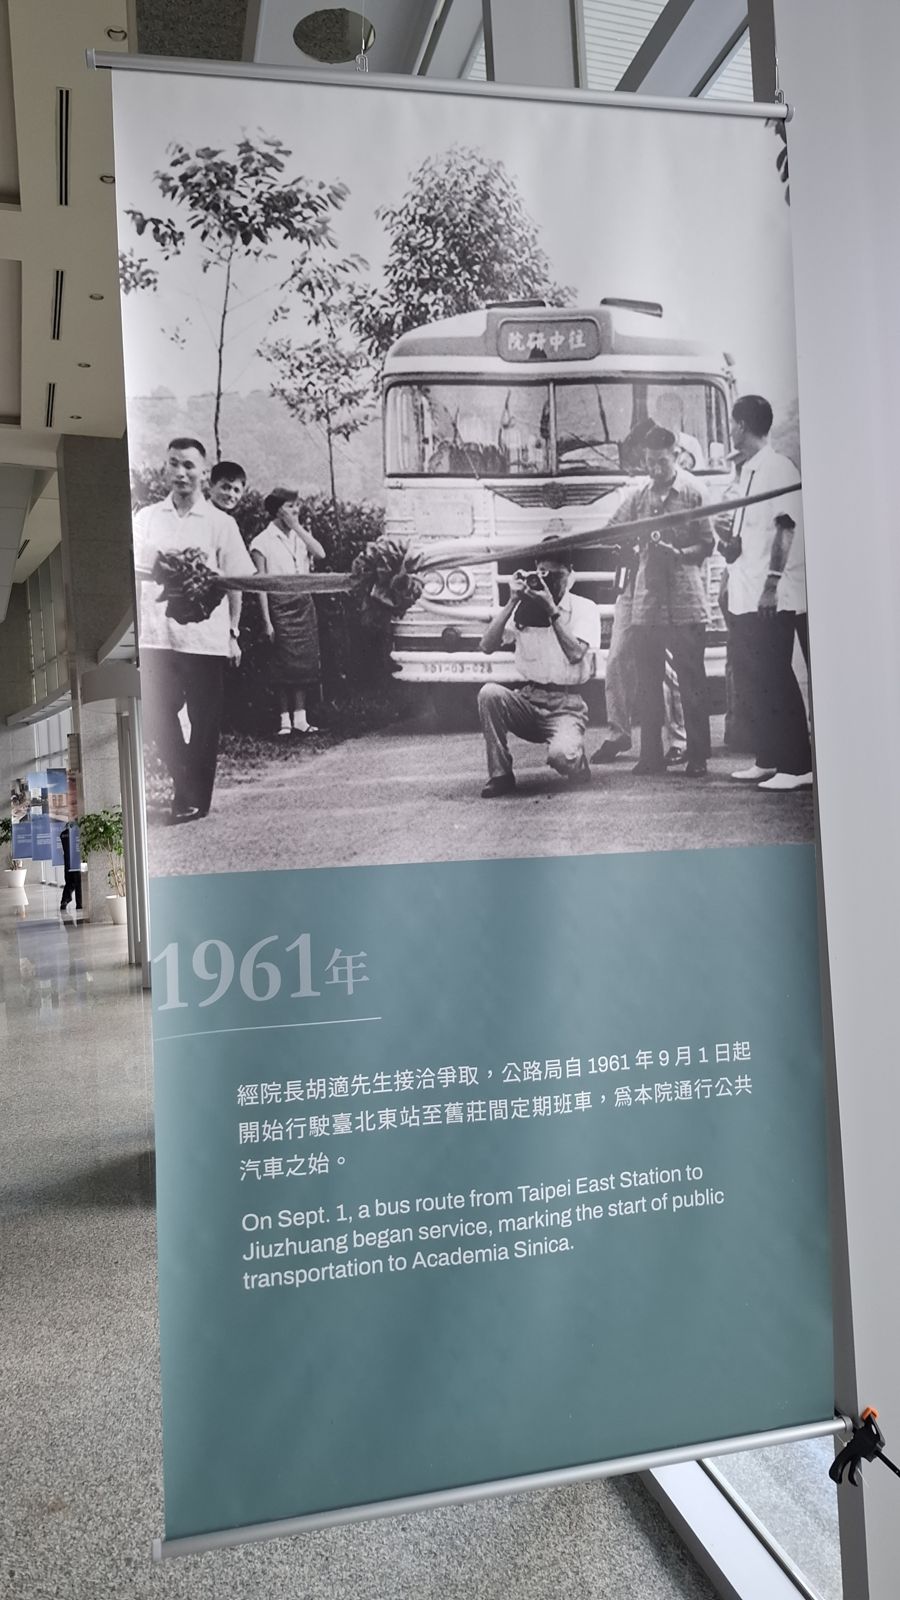 往中研院
1961年
經院長胡適先生接洽爭取，公路局自 1961 年 9 月 1 日起
開始行駛臺北東站至舊莊間定期班車，為本院通行公共
汽車之始。
On Sept. 1, a bus route from Taipei East Station to
Jiuzhuang began service, marking the start of public
transportation to Academia Sinica.